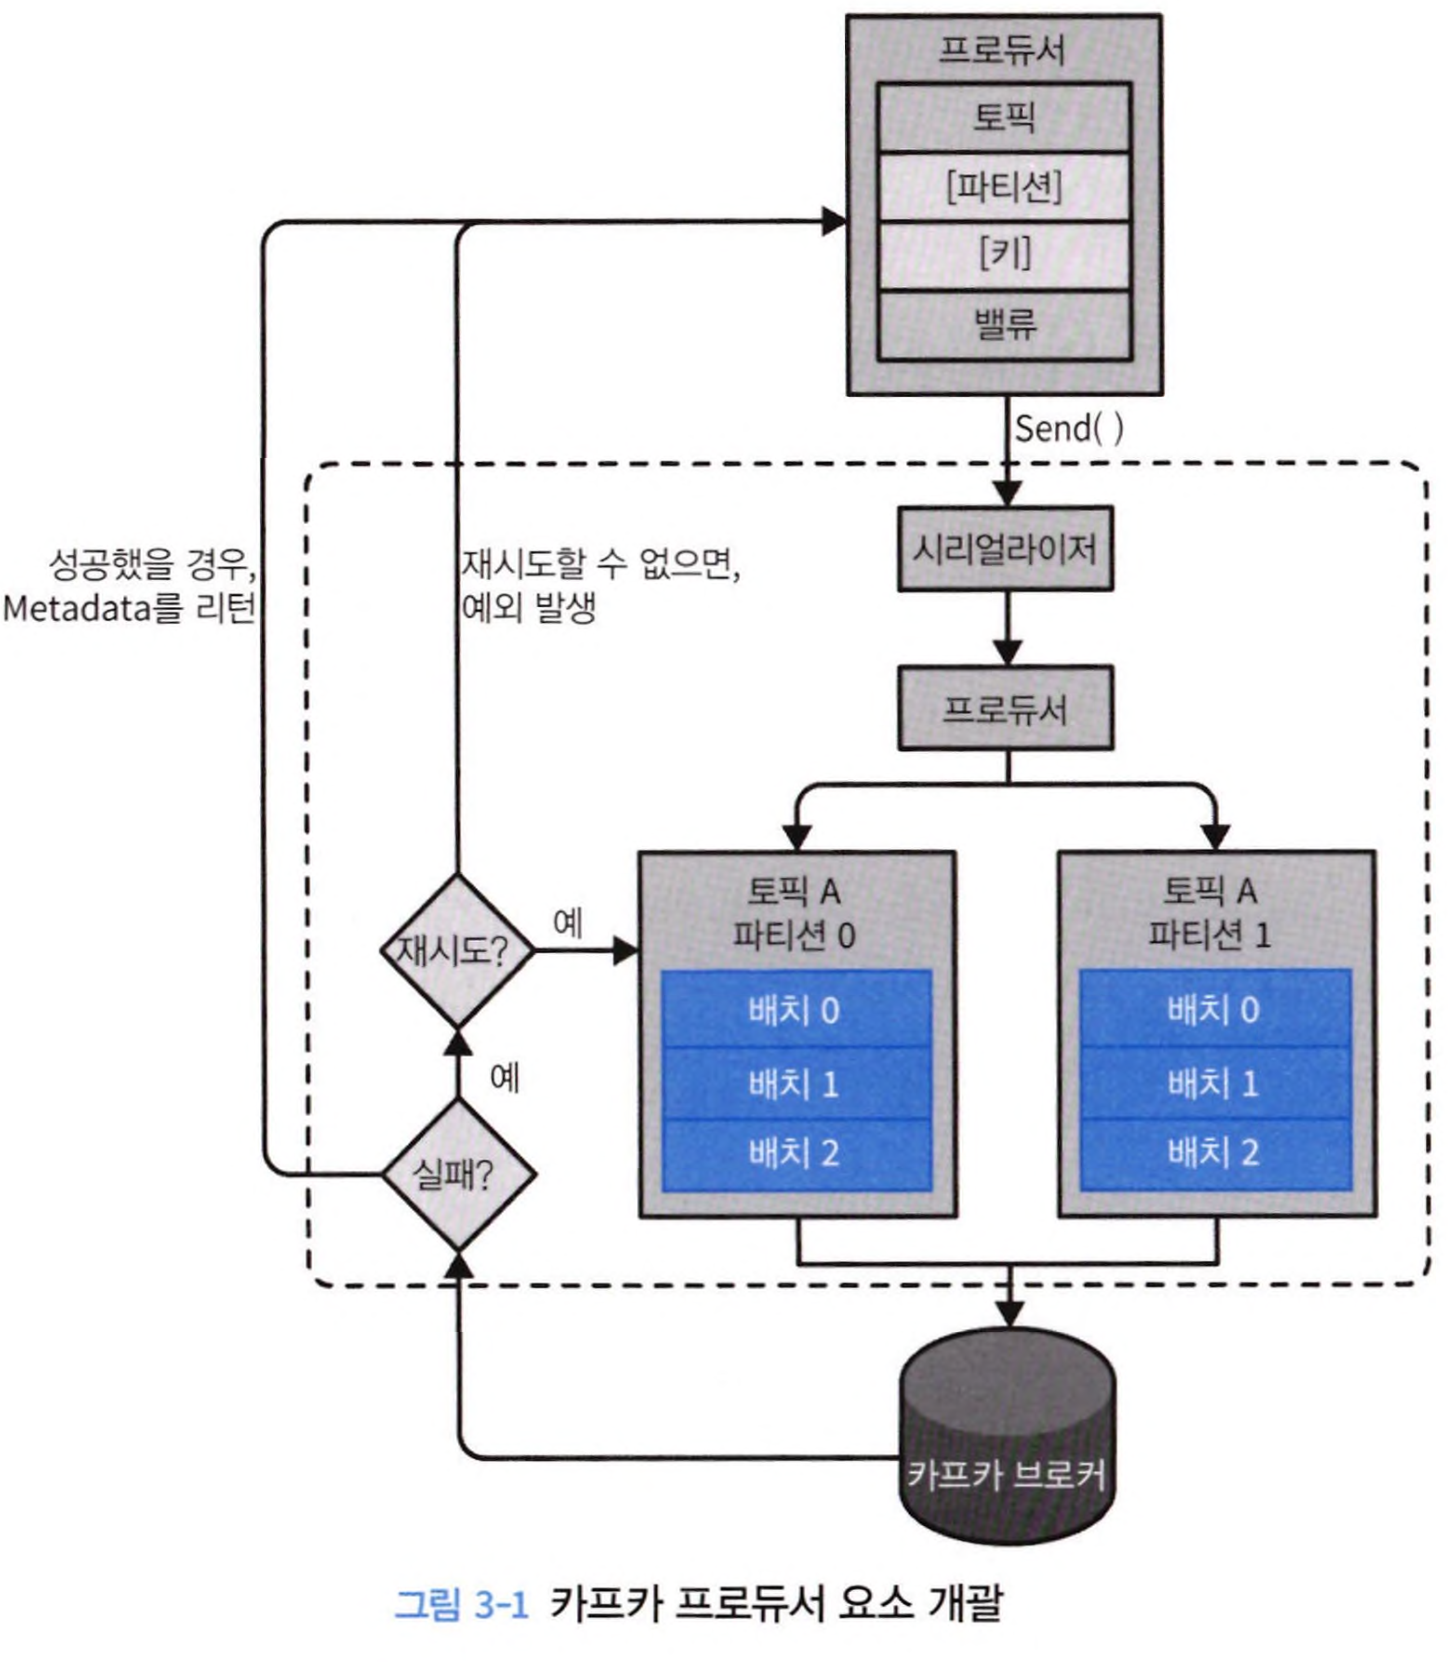 프로듀서
토픽
[파티션]
[키]
밸류
Send( )
성공했을 경우,
Metadata를 리턴
재시도할 수 없으면,
예외 발생
시리얼라이저
프로듀서
재시도?
예
토픽 A
파티션 0
배치 0
배치 1
배치 2
토픽 A
파티션 1
배치 0
배치 1
배치 2
예
실패?
카프카 브로커
그림 3-1 카프카 프로듀서 요소 개괄